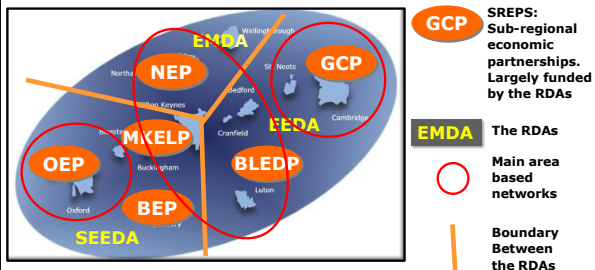 EMDA
Wellingborough
NEP
St. Neots
GCP
Milton Keynes
Bedford
Cambridge
EEDA
Cranfield
MKELP
OEP
Buckingham
BLEDP
Luton
BEP
Oxford
SEEDA
GCP
SREPS:
Sub-regional
economic
partnerships.
Largely funded
by the RDAs
EMDA
The RDAs
Main area
based
networks
Boundary
Between
the RDAs